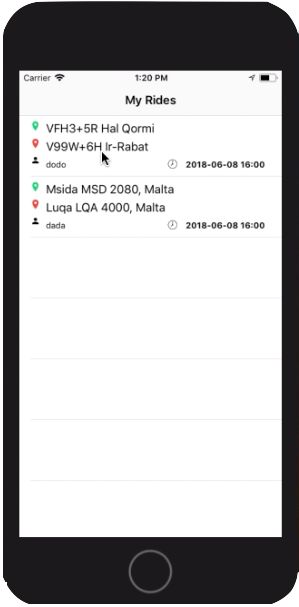 Carrier 1:20 PM
My Rides
VFH3+5R Hal Qormi
V99W+6H Ir-Rabat
dodo 2018-06-08 16:00
Msida MSD 2080, Malta
Luqa LQA 4000, Malta
dada 2018-06-08 16:00